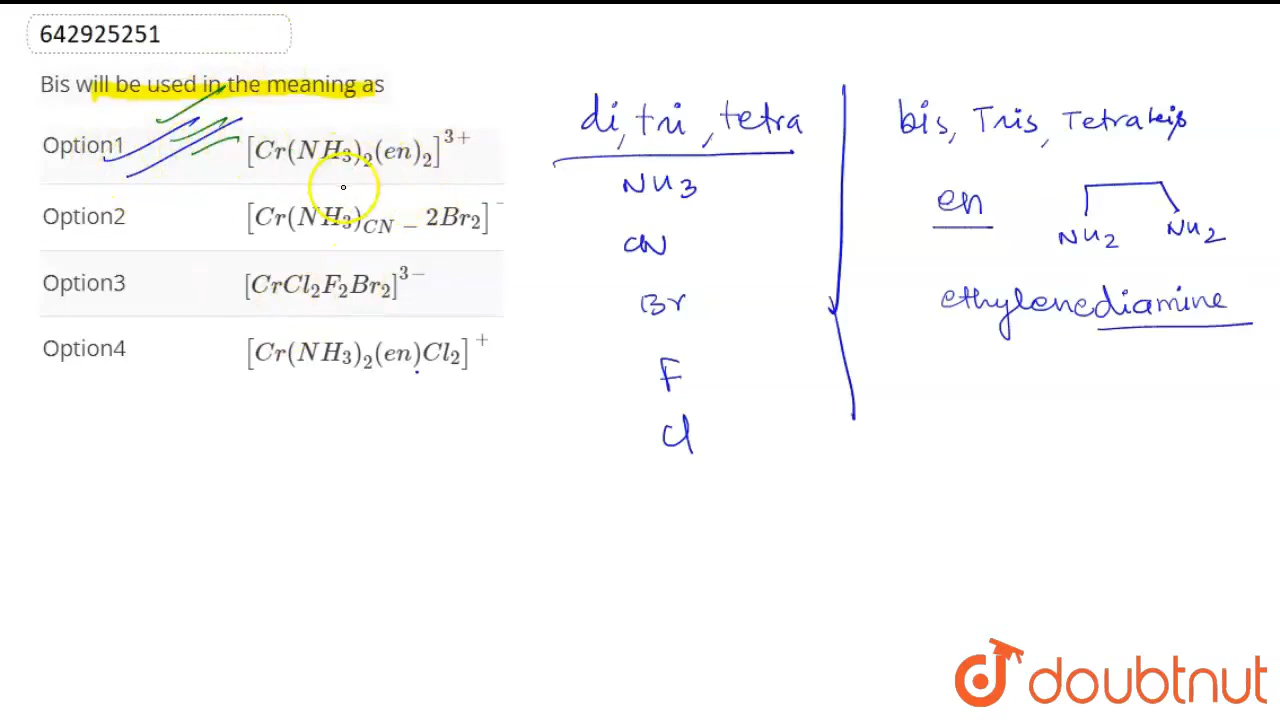 642925251
Bis will be used in the meaning as
Option1 [Cr(NH₃)₂(en)₂]³⁺
Option2 [Cr(NH₃)_CN − 2Br₂]⁻
Option3 [CrCl₂F₂Br₂]³⁻
Option4 [Cr(NH₃)₂(en)Cl₂]⁺
di, tri, tetra
NH3
CN
Br
F
Cl
bis, Tris, Tetrakis
en
NH2 NH2
ethylenediamine
doubtnut